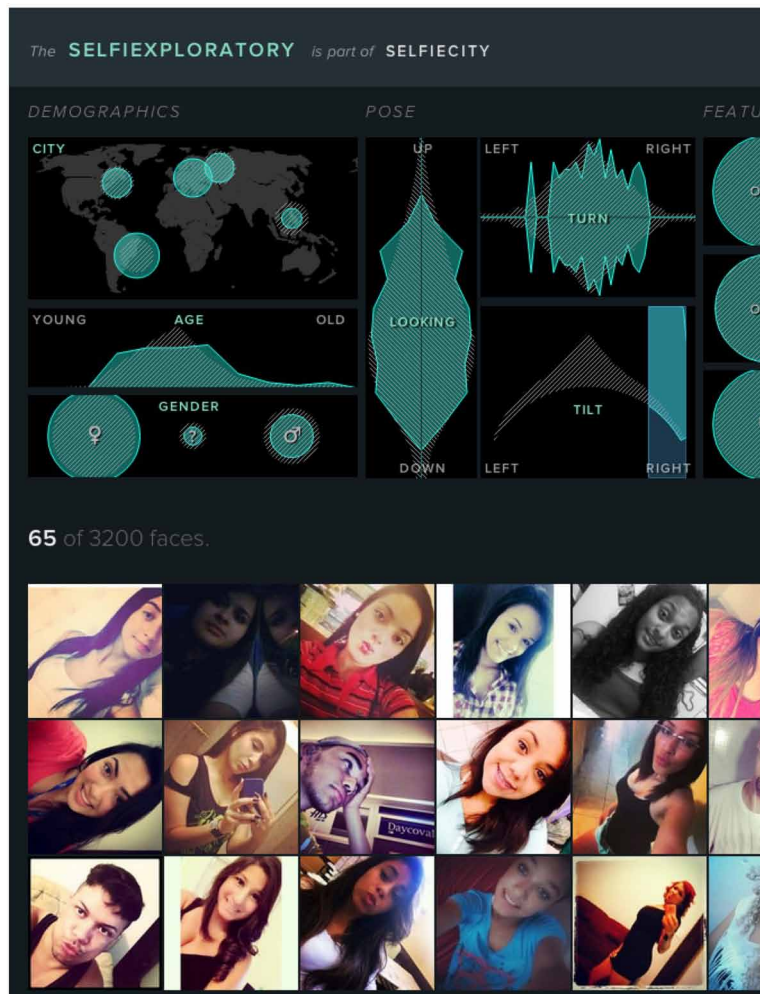 The SELFIEXPLORATORY is part of SELFIECITY
DEMOGRAPHICS
POSE
FEATU
CITY
UP
LEFT RIGHT
TURN
YOUNG AGE OLD
LOOKING
GENDER
?
TILT
DOWN
LEFT RIGHT
65 of 3200 faces.
Daycoval